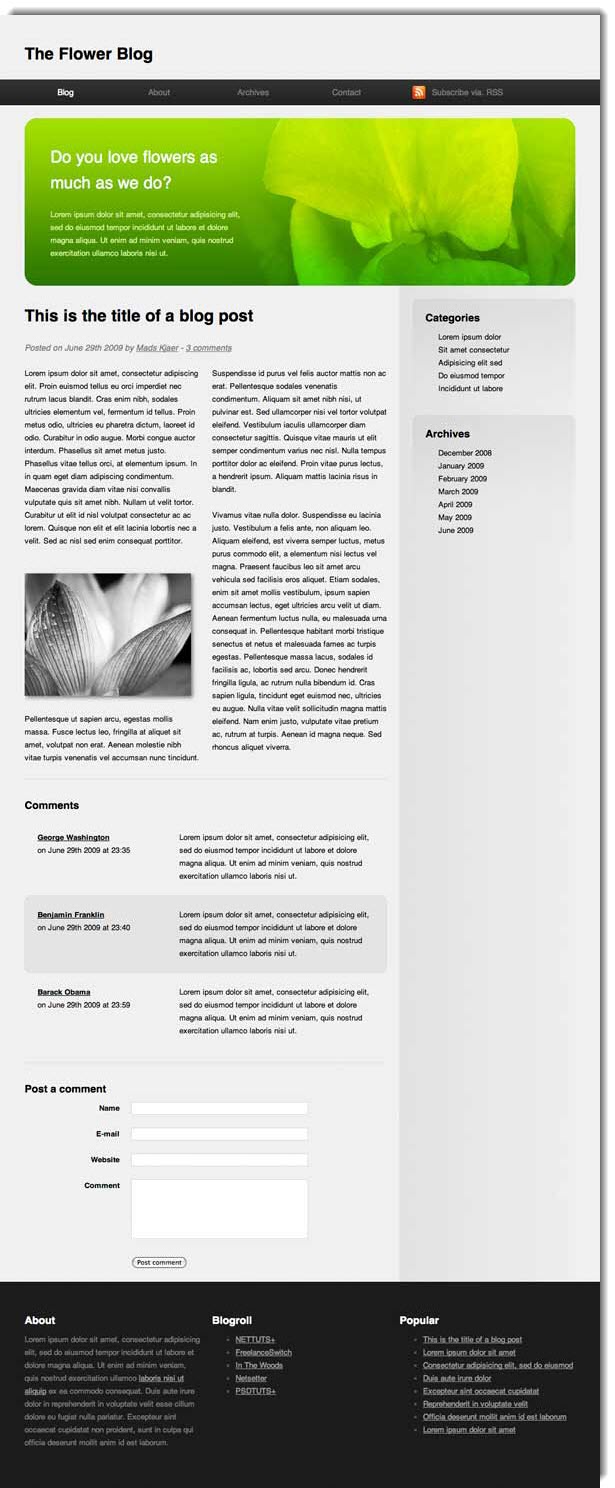 The Flower Blog
Blog About Archives Contact Subscribe via. RSS
Do you love flowers as
much as we do?
Lorem ipsum dolor sit amet, consectetur adipisicing elit,
sed do eiusmod tempor incididunt ut labore et dolore
magna aliqua. Ut enim ad minim veniam, quis nostrud
exercitation ullamco laboris nisi ut.
This is the title of a blog post
Posted on June 29th 2009 by Mads Kjaer - 3 comments
Lorem ipsum dolor sit amet, consectetur adipiscing
elit. Proin euismod tellus eu orci imperdiet nec
rutrum lacus blandit. Cras enim nibh, sodales
ultricies elementum vel, fermentum id tellus. Proin
metus odio, ultricies eu pharetra dictum, laoreet id
odio. Curabitur in odio augue. Morbi congue auctor
interdum. Phasellus sit amet metus justo.
Phasellus vitae tellus orci, at elementum ipsum. In
in quam eget diam adipiscing condimentum.
Maecenas gravida diam vitae nisi convallis
vulputate quis sit amet nibh. Nullam ut velit tortor.
Curabitur ut elit id nisl volutpat consectetur ac ac
lorem. Quisque non elit et elit lacinia lobortis nec a
velit. Sed ac nisl sed enim consequat porttitor.
Pellentesque ut sapien arcu, egestas mollis
massa. Fusce lectus leo, fringilla at aliquet sit
amet, volutpat non erat. Aenean molestie nibh
vitae turpis venenatis vel accumsan nunc tincidunt.
Suspendisse id purus vel felis auctor mattis non ac
erat. Pellentesque sodales venenatis
condimentum. Aliquam sit amet nibh nisi, ut
pulvinar est. Sed ullamcorper nisi vel tortor volutpat
eleifend. Vestibulum iaculis ullamcorper diam
consectetur sagittis. Quisque vitae mauris ut elit
semper condimentum varius nec nisl. Nulla tempus
porttitor dolor ac eleifend. Proin vitae purus lectus,
a hendrerit ipsum. Aliquam mattis lacinia risus in
blandit.
Vivamus vitae nulla dolor. Suspendisse eu lacinia
justo. Vestibulum a felis ante, non aliquam leo.
Aliquam eleifend, est viverra semper luctus, metus
purus commodo elit, a elementum nisi lectus vel
magna. Praesent faucibus leo sit amet arcu
vehicula sed facilisis eros aliquet. Etiam sodales,
enim sit amet mollis vestibulum, ipsum sapien
accumsan lectus, eget ultricies arcu velit ut diam.
Aenean fermentum luctus nulla, eu malesuada urna
consequat in. Pellentesque habitant morbi tristique
senectus et netus et malesuada fames ac turpis
egestas. Pellentesque massa lacus, sodales id
facilisis ac, lobortis sed arcu. Donec hendrerit
fringilla ligula, ac rutrum nulla bibendum id. Cras
sapien ligula, tincidunt eget euismod nec, ultricies
eu augue. Nulla vitae velit sollicitudin magna mattis
eleifend. Nam enim justo, vulputate vitae pretium
ac, rutrum at turpis. Aenean id magna neque. Sed
rhoncus aliquet viverra.
Categories
Lorem ipsum dolor
Sit amet consectetur
Adipisicing elit sed
Do eiusmod tempor
Incididunt ut labore
Archives
December 2008
January 2009
February 2009
March 2009
April 2009
May 2009
June 2009
Comments
George Washington
on June 29th 2009 at 23:35
Lorem ipsum dolor sit amet, consectetur adipisicing elit,
sed do eiusmod tempor incididunt ut labore et dolore
magna aliqua. Ut enim ad minim veniam, quis nostrud
exercitation ullamco laboris nisi ut.
Benjamin Franklin
on June 29th 2009 at 23:40
Lorem ipsum dolor sit amet, consectetur adipisicing elit,
sed do eiusmod tempor incididunt ut labore et dolore
magna aliqua. Ut enim ad minim veniam, quis nostrud
exercitation ullamco laboris nisi ut.
Barack Obama
on June 29th 2009 at 23:59
Lorem ipsum dolor sit amet, consectetur adipisicing elit,
sed do eiusmod tempor incididunt ut labore et dolore
magna aliqua. Ut enim ad minim veniam, quis nostrud
exercitation ullamco laboris nisi ut.
Post a comment
Name
E-mail
Website
Comment
Post comment
About
Lorem ipsum dolor sit amet, consectetur adipisicing
elit, sed do eiusmod tempor incididunt ut labore et
dolore magna aliqua. Ut enim ad minim veniam,
quis nostrud exercitation ullamco laboris nisi ut
aliquip ex ea commodo consequat. Duis aute irure
dolor in reprehenderit in voluptate velit esse cillum
dolore eu fugiat nulla pariatur. Excepteur sint
occaecat cupidatat non proident, sunt in culpa qui
officia deserunt mollit anim id est laborum.
Blogroll
NETTUTS+
FreelanceSwitch
In The Woods
Netsetter
PSDTUTS+
Popular
This is the title of a blog post
Lorem ipsum dolor sit amet
Consectetur adipisicing elit, sed do eiusmod
Duis aute irure dolor
Excepteur sint occaecat cupidatat
Reprehenderit in voluptate velit
Officia deserunt mollit anim id est laborum
Lorem ipsum dolor sit amet